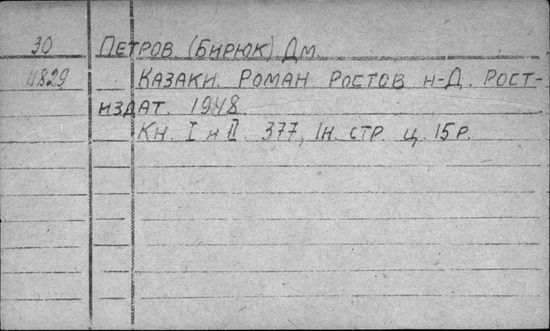 30 ПЕТРОВ (БИРЮК) ДМ.
11829 КАЗАКИ. РОМАН РОСТОВ Н-Д. РОСТ-
ИЗДАТ. 1948.
КН. I и II. 377, 1Н. СТР. Ц. 15 Р.